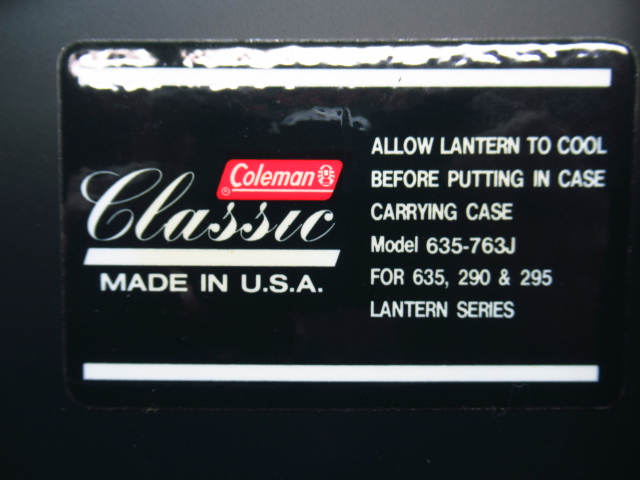 Coleman
Classic
MADE IN U.S.A.
ALLOW LANTERN TO COOL
BEFORE PUTTING IN CASE
CARRYING CASE
Model 635-763J
FOR 635, 290 & 295
LANTERN SERIES